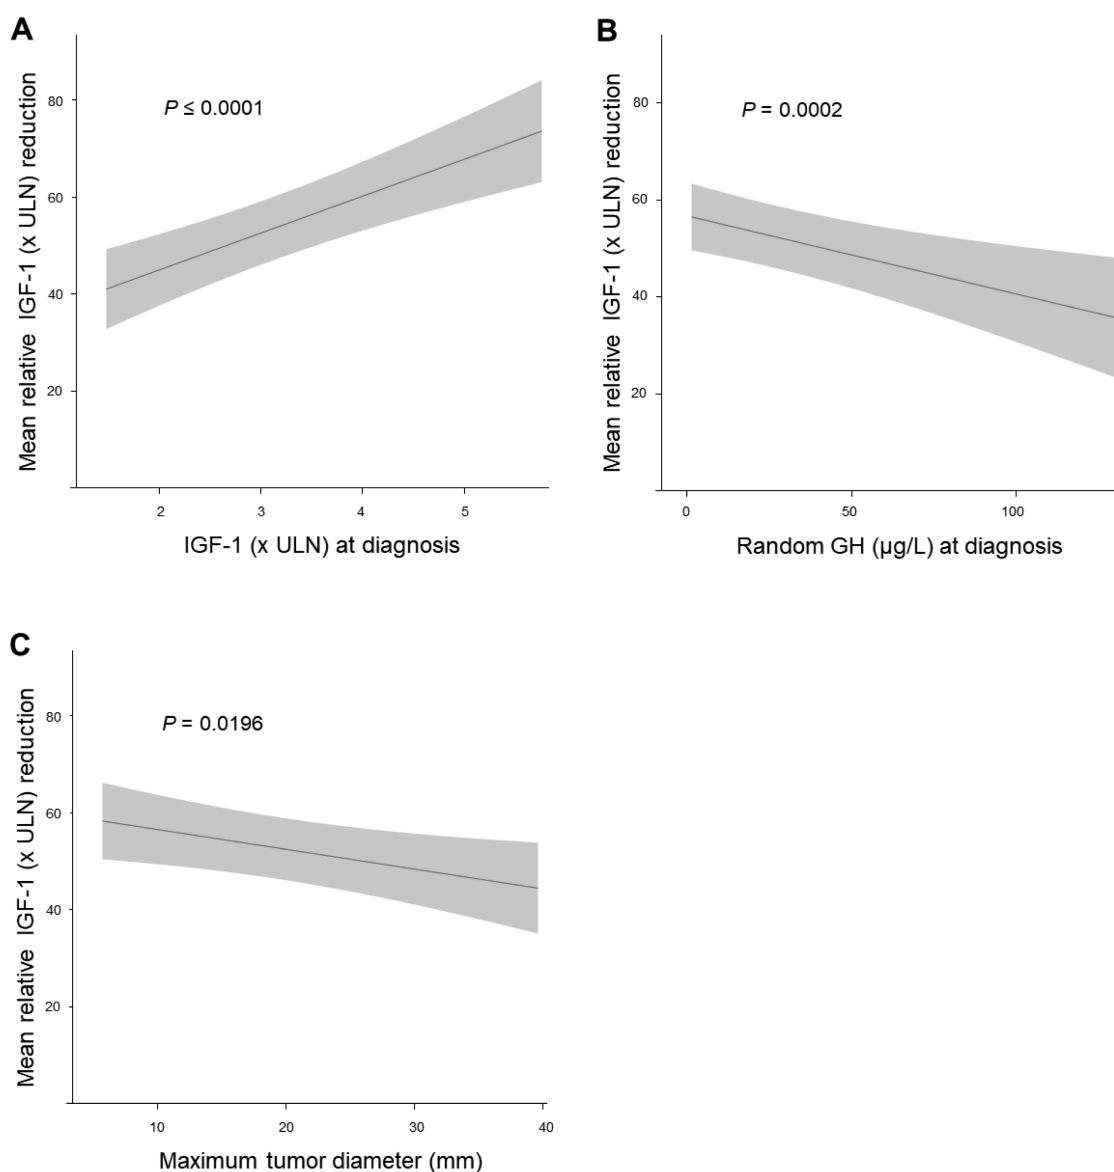 A
Mean relative IGF-1 (x ULN) reduction
80
60
40
20
P ≤ 0.0001
2 3 4 5
IGF-1 (x ULN) at diagnosis
B
Mean relative IGF-1 (x ULN) reduction
80
60
40
20
P = 0.0002
0 50 100
Random GH (µg/L) at diagnosis
C
Mean relative IGF-1 (x ULN) reduction
80
60
40
20
P = 0.0196
10 20 30 40
Maximum tumor diameter (mm)